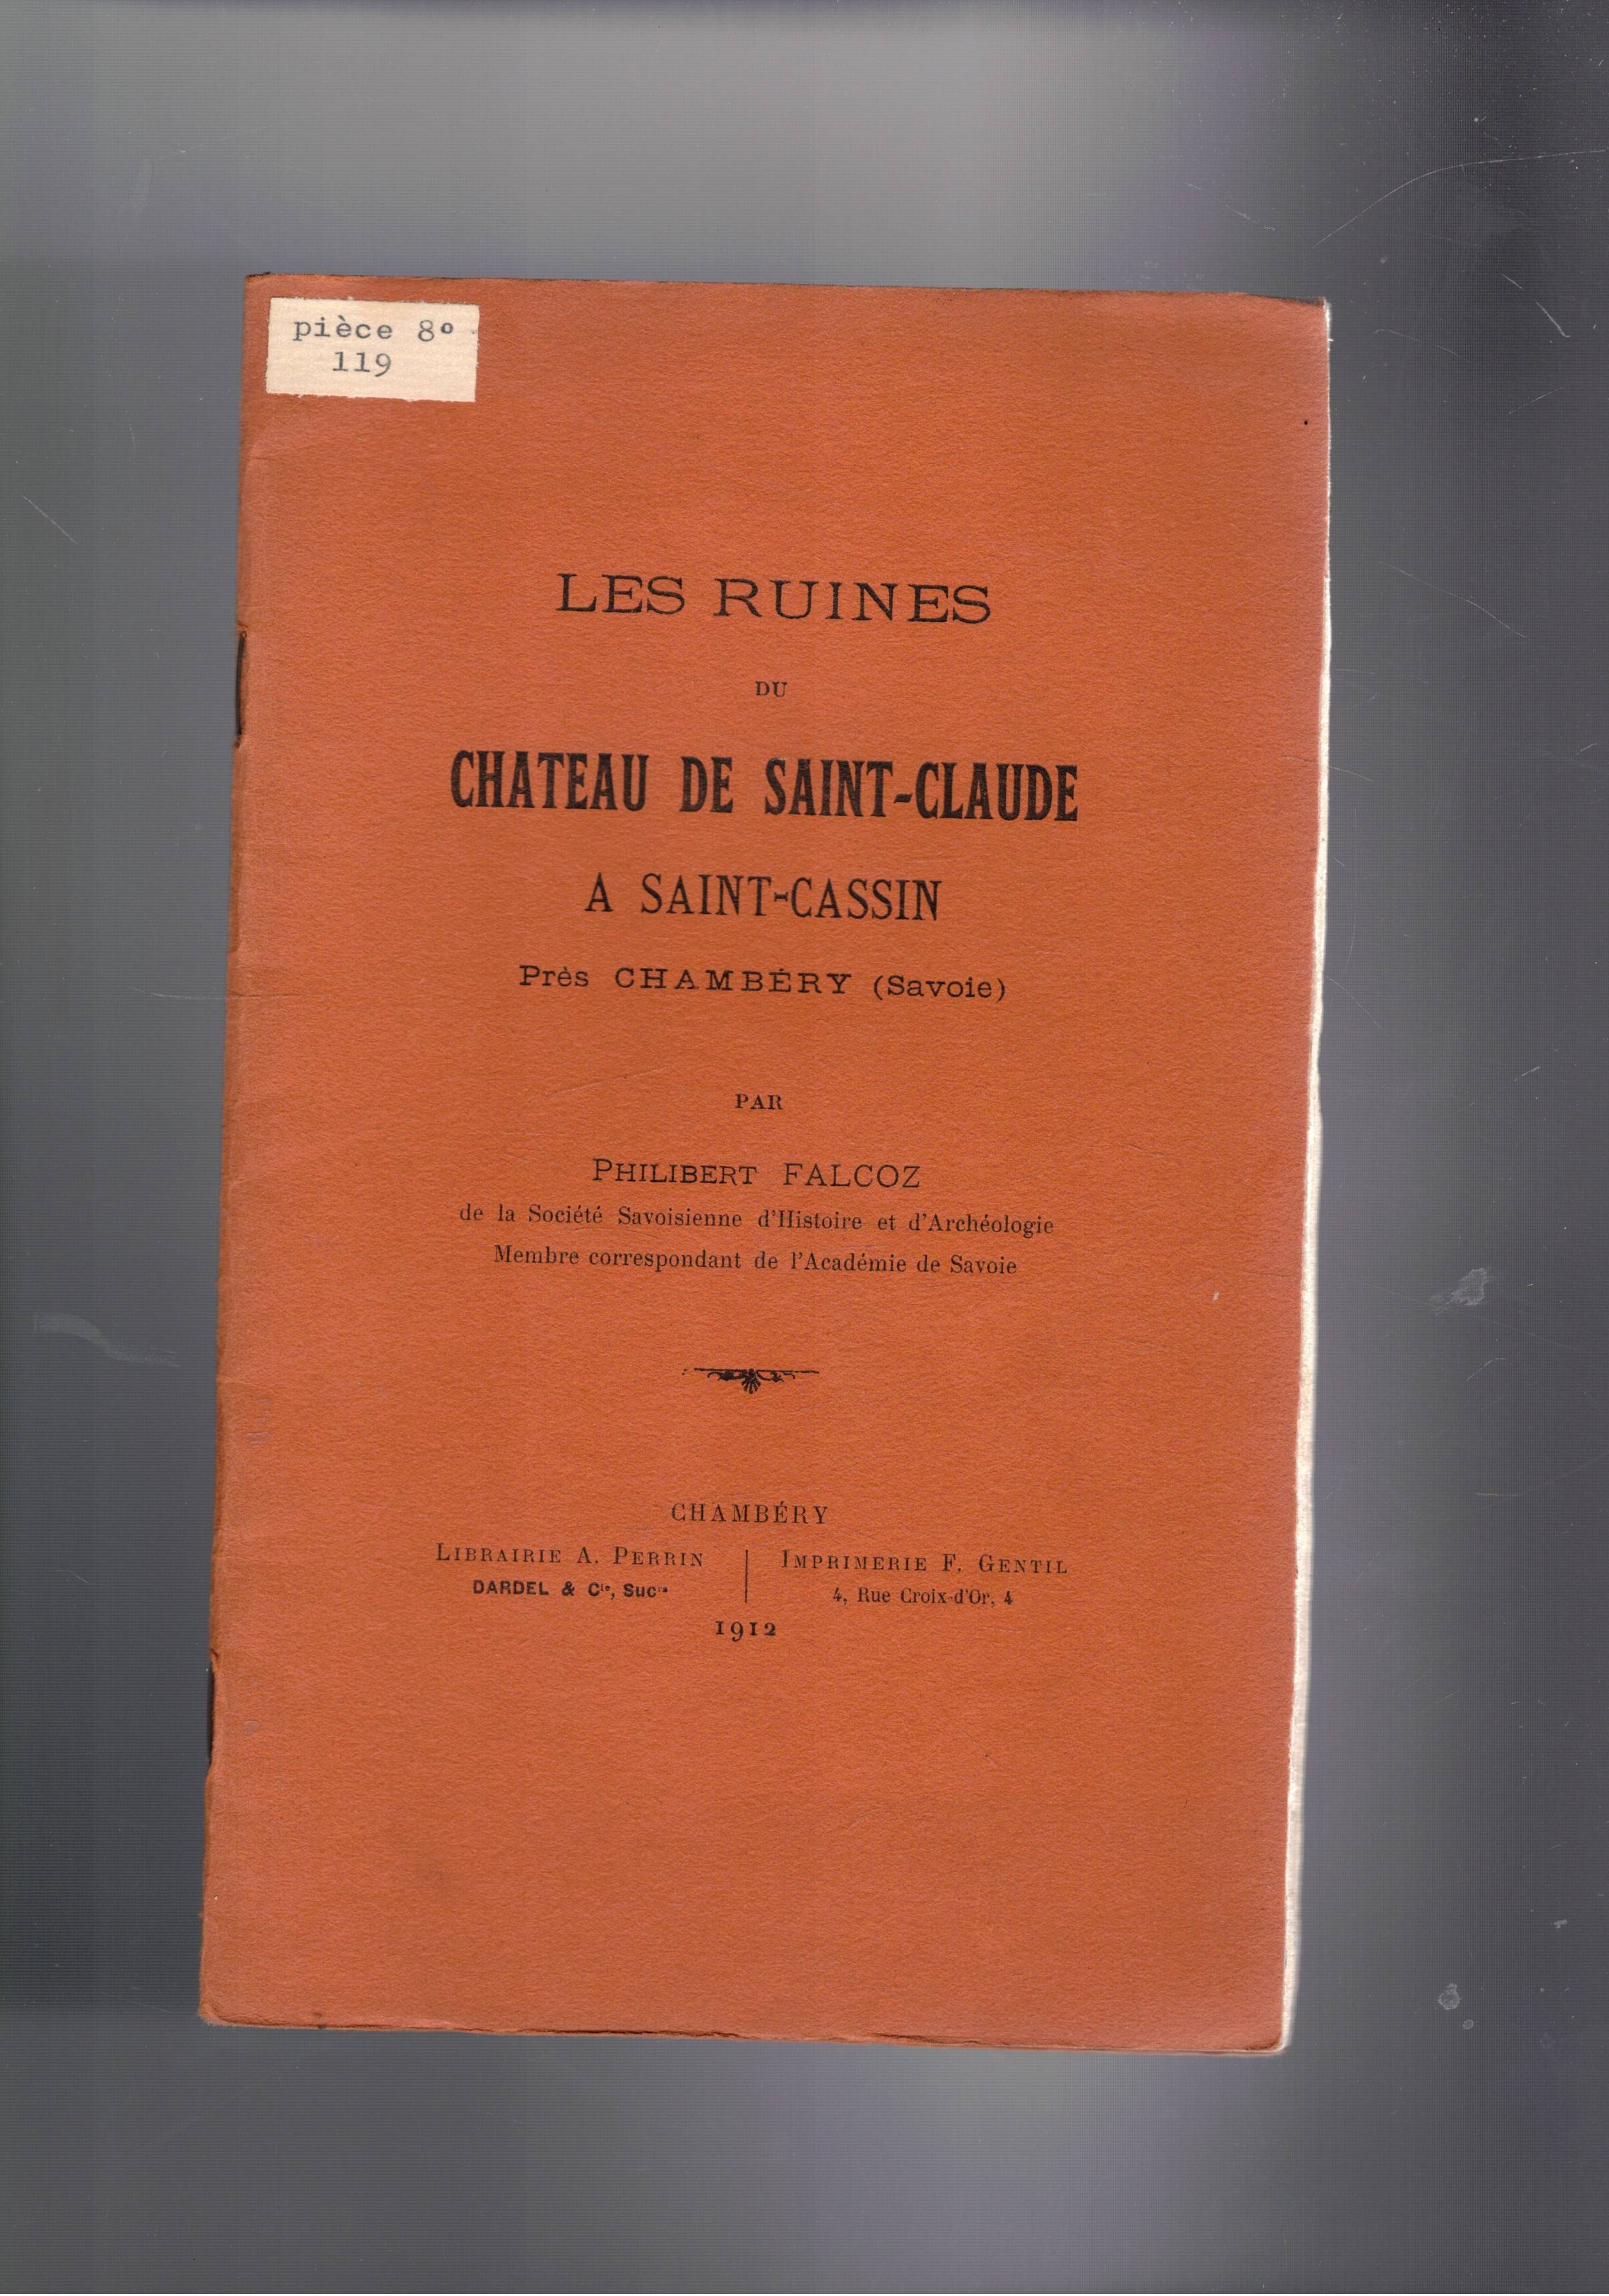 pièce 8º
119
LES RUINES
DU
CHATEAU DE SAINT-CLAUDE
A SAINT-CASSIN
Près CHAMBÉRY (Savoie)
PAR
PHILIBERT FALCOZ
de la Société Savoisienne d'Histoire et d'Archéologie
Membre correspondant de l'Académie de Savoie
CHAMBÉRY
LIBRAIRIE A. PERRIN
DARDEL & Cie, Sucrs
IMPRIMERIE F. GENTIL
4, Rue Croix-d'Or, 4
1912